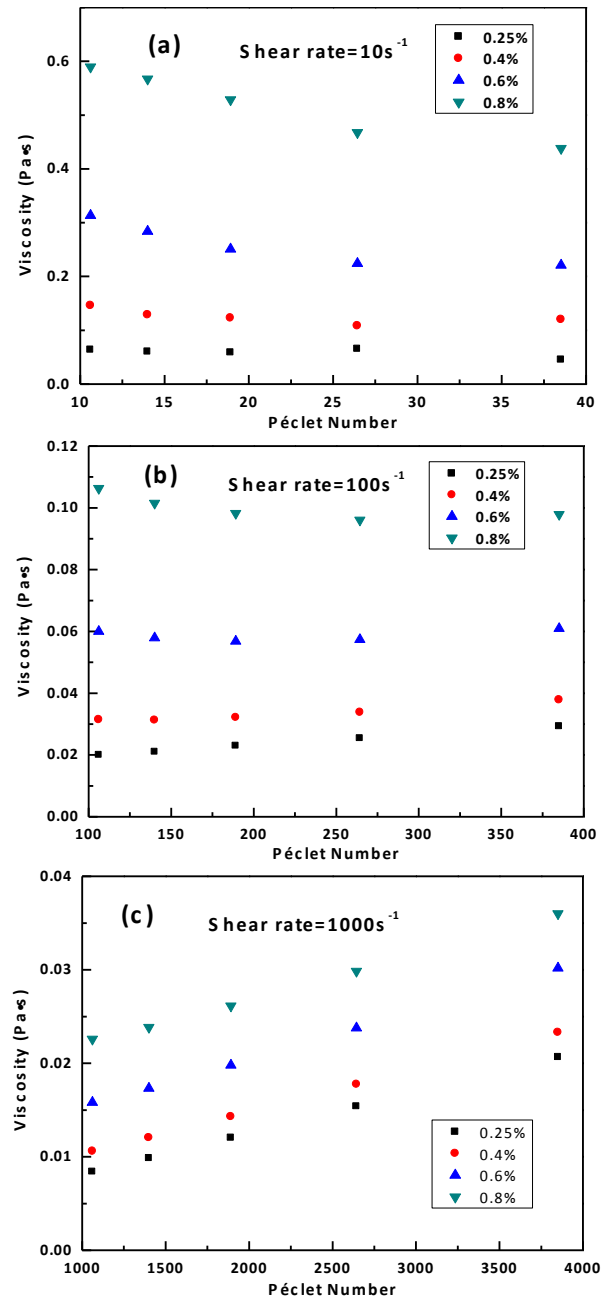 (a)
Shear rate=10s⁻¹
0.25%
0.4%
0.6%
0.8%
0.6
0.4
0.2
0.0
Viscosity (Pa•s)
10 15 20 25 30 35 40
Péclet Number
(b)
Shear rate=100s⁻¹
0.25%
0.4%
0.6%
0.8%
0.12
0.10
0.08
0.06
0.04
0.02
0.00
Viscosity (Pa•s)
100 150 200 250 300 350 400
Péclet Number
(c)
Shear rate=1000s⁻¹
0.04
0.03
0.02
0.01
0.00
Viscosity (Pa•s)
0.25%
0.4%
0.6%
0.8%
1000 1500 2000 2500 3000 3500 4000
Péclet Number